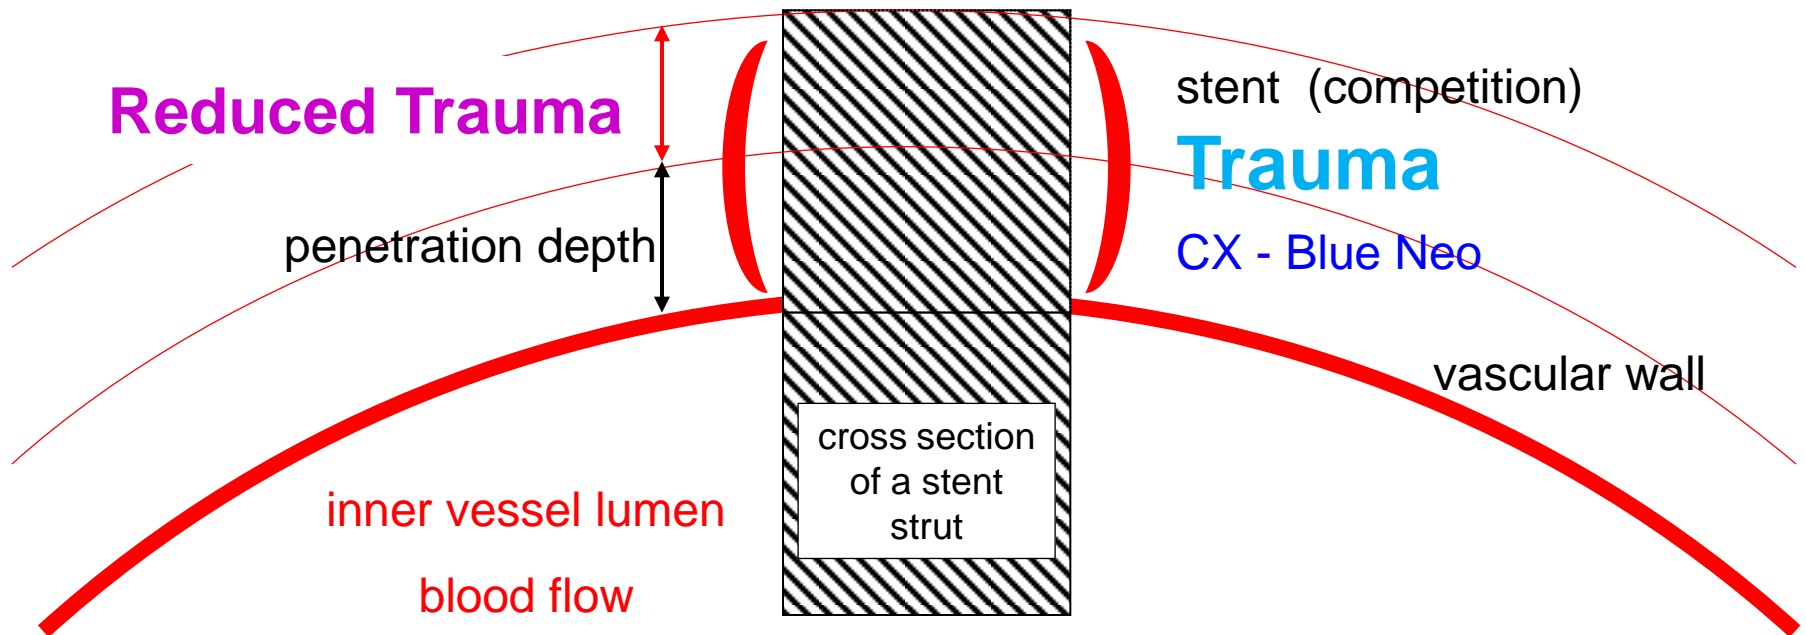 Reduced Trauma
penetration depth
stent (competition)
Trauma
CX - Blue Neo
vascular wall
cross section
of a stent
strut
inner vessel lumen
blood flow